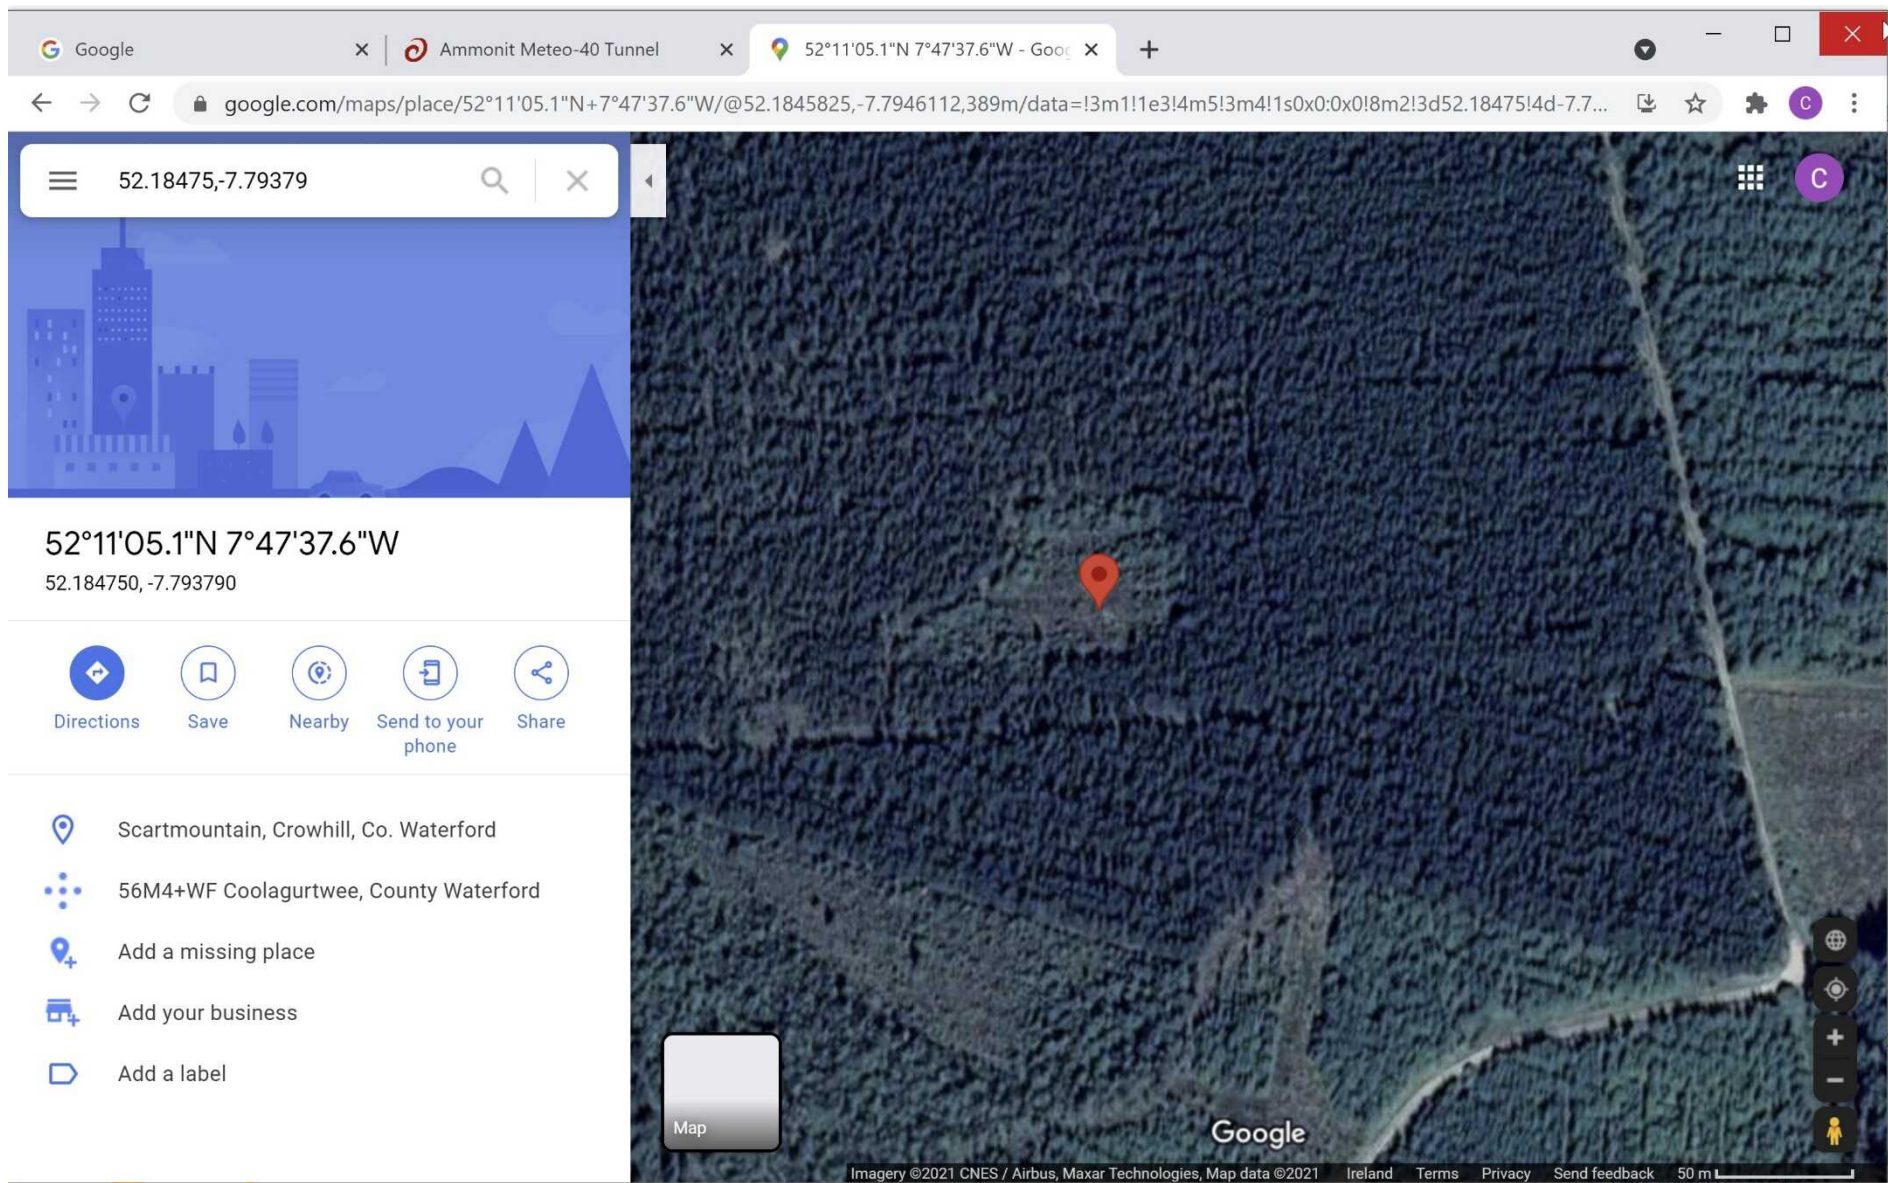 Google
Ammonit Meteo-40 Tunnel
52°11'05.1"N 7°47'37.6"W - Goog
google.com/maps/place/52°11'05.1"N+7°47'37.6"W/@52.1845825,-7.7946112,389m/data=!3m1!1e3!4m5!3m4!1s0x0:0x0!8m2!3d52.18475!4d-7.7...
C
52.18475,-7.79379
C
52°11'05.1"N 7°47'37.6"W
52.184750, -7.793790
Directions
Save
Nearby
Send to your
phone
Share
Scartmountain, Crowhill, Co. Waterford
56M4+WF Coolagurtwee, County Waterford
Add a missing place
Add your business
Add a label
Map
Google
Imagery ©2021 CNES / Airbus, Maxar Technologies, Map data ©2021 Ireland Terms Privacy Send feedback 50 m